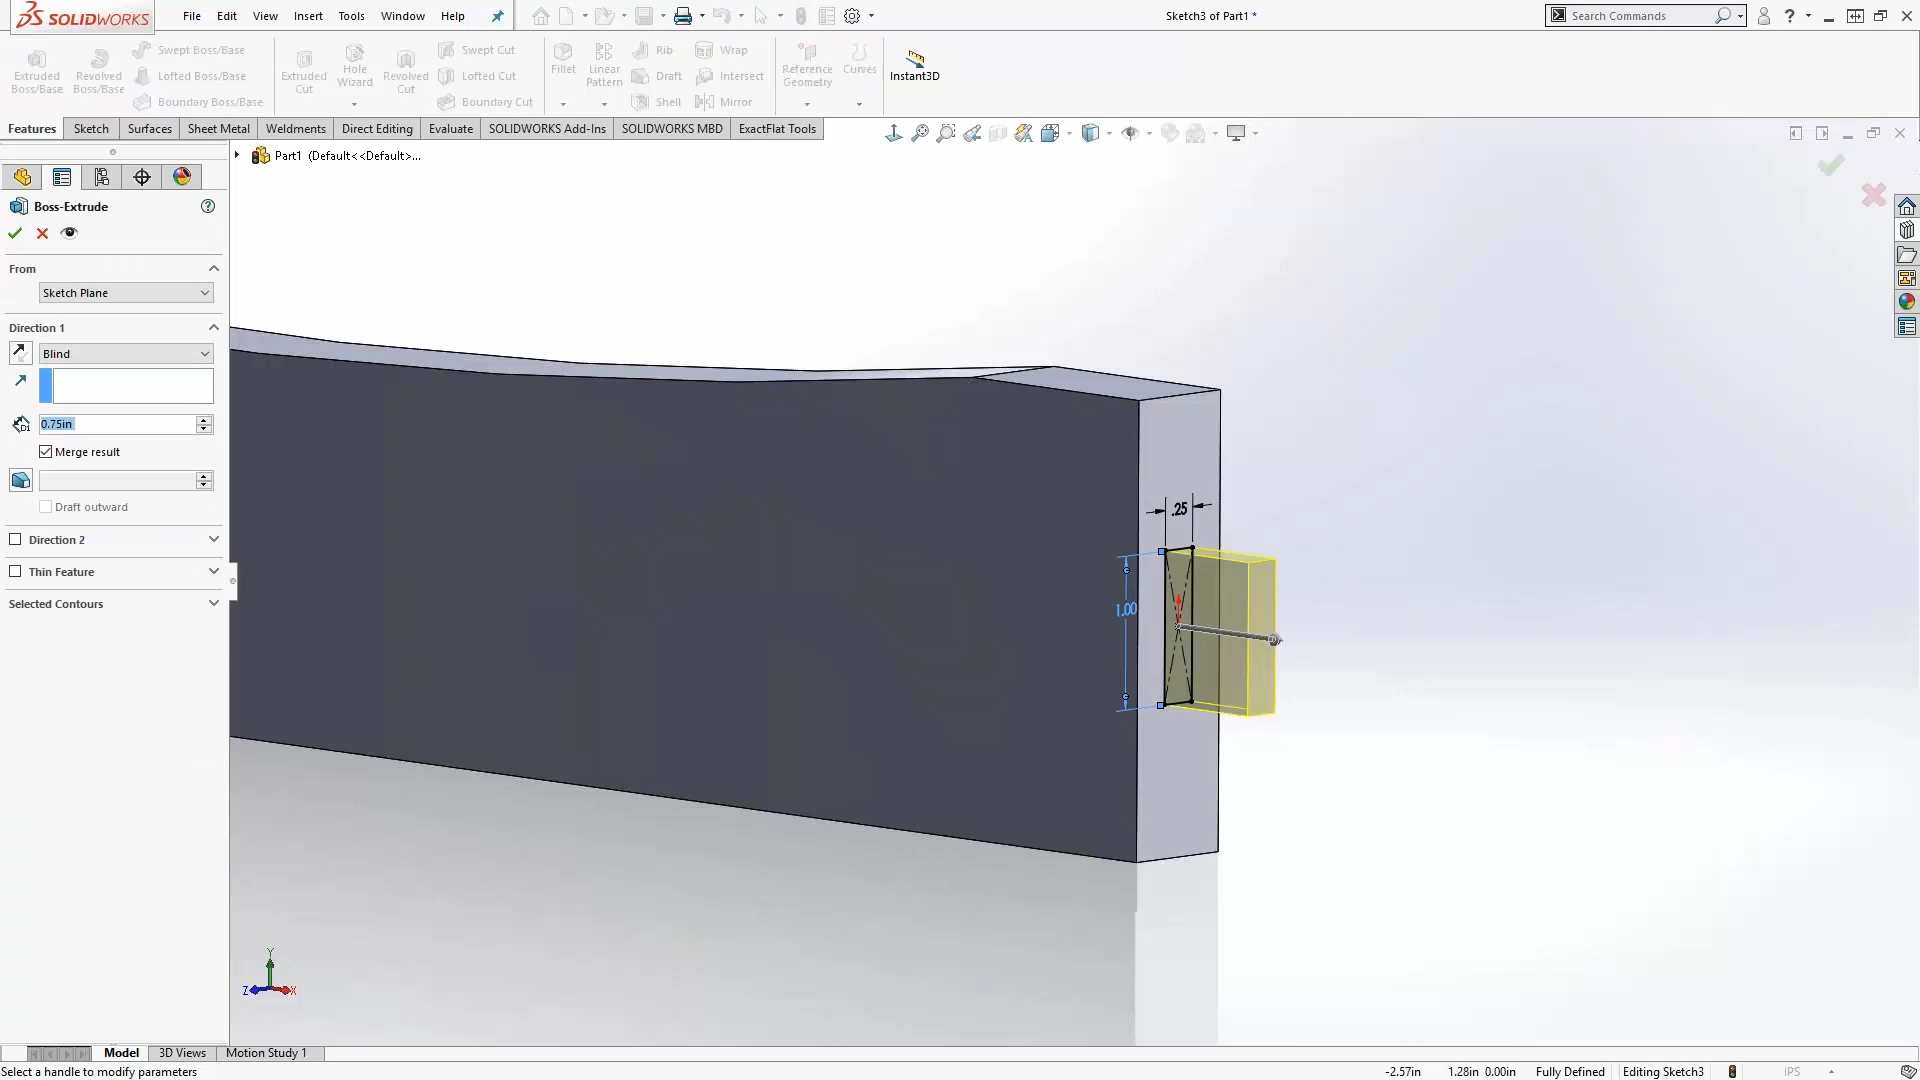 SOLIDWORKS
File Edit View Insert Tools Window Help
Sketch3 of Part1 *
Search Commands
?
Extruded Boss/Base
Revolved Boss/Base
Swept Boss/Base
Lofted Boss/Base
Boundary Boss/Base
Extruded Cut
Hole Wizard
Revolved Cut
Swept Cut
Lofted Cut
Boundary Cut
Fillet
Linear Pattern
Rib
Draft
Shell
Wrap
Intersect
Mirror
Reference Geometry
Curves
Instant3D
Features Sketch Surfaces Sheet Metal Weldments Direct Editing Evaluate SOLIDWORKS Add-Ins SOLIDWORKS MBD ExactFlat Tools
Part1 (Default<<Default>...
Boss-Extrude
?
From
Sketch Plane
Direction 1
Blind
D1
0.75in
Merge result
Draft outward
Direction 2
Thin Feature
Selected Contours
.25
1.00
Y
Z X
Model 3D Views Motion Study 1
Select a handle to modify parameters
-2.57in 1.28in 0.00in Fully Defined Editing Sketch3 IPS